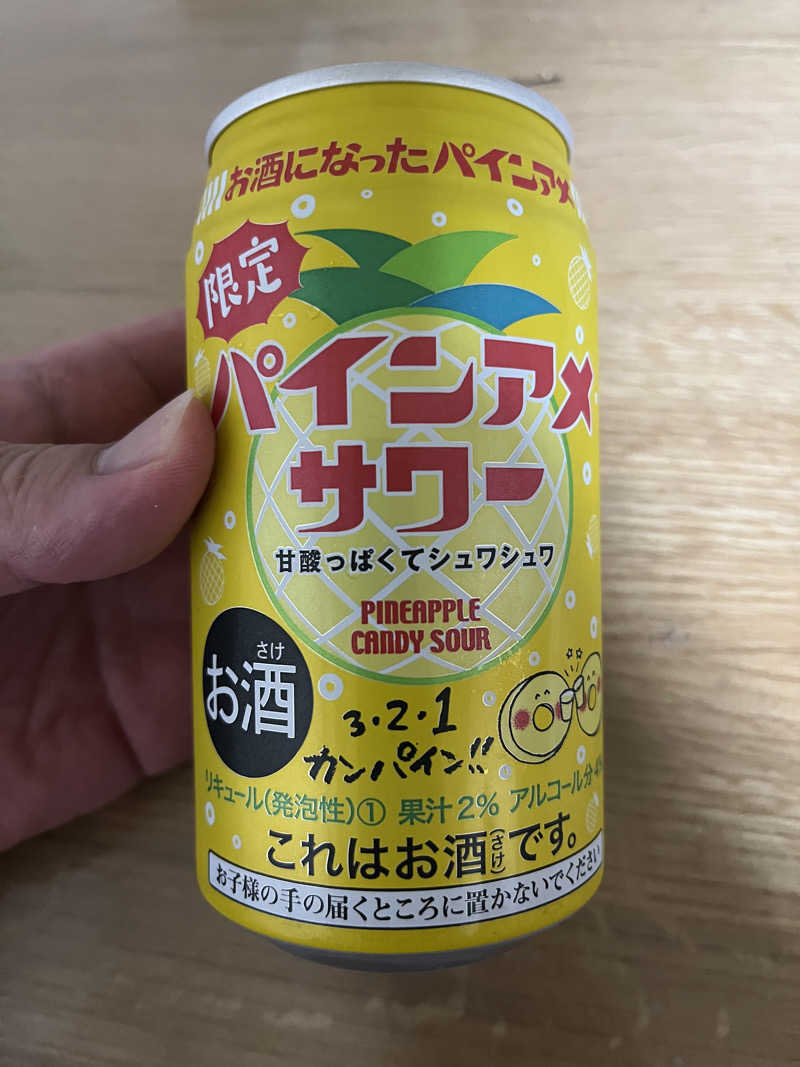 お酒になったパインアメ
限定
パインアメ
サワー
甘酸っぱくてシュワシュワ
PINEAPPLE
CANDY SOUR
さけ
お酒
3・2・1
カンパイン!!
リキュール(発泡性)① 果汁2% アルコール分4%
これはお酒(さけ)です。
お子様の手の届くところに置かないでください